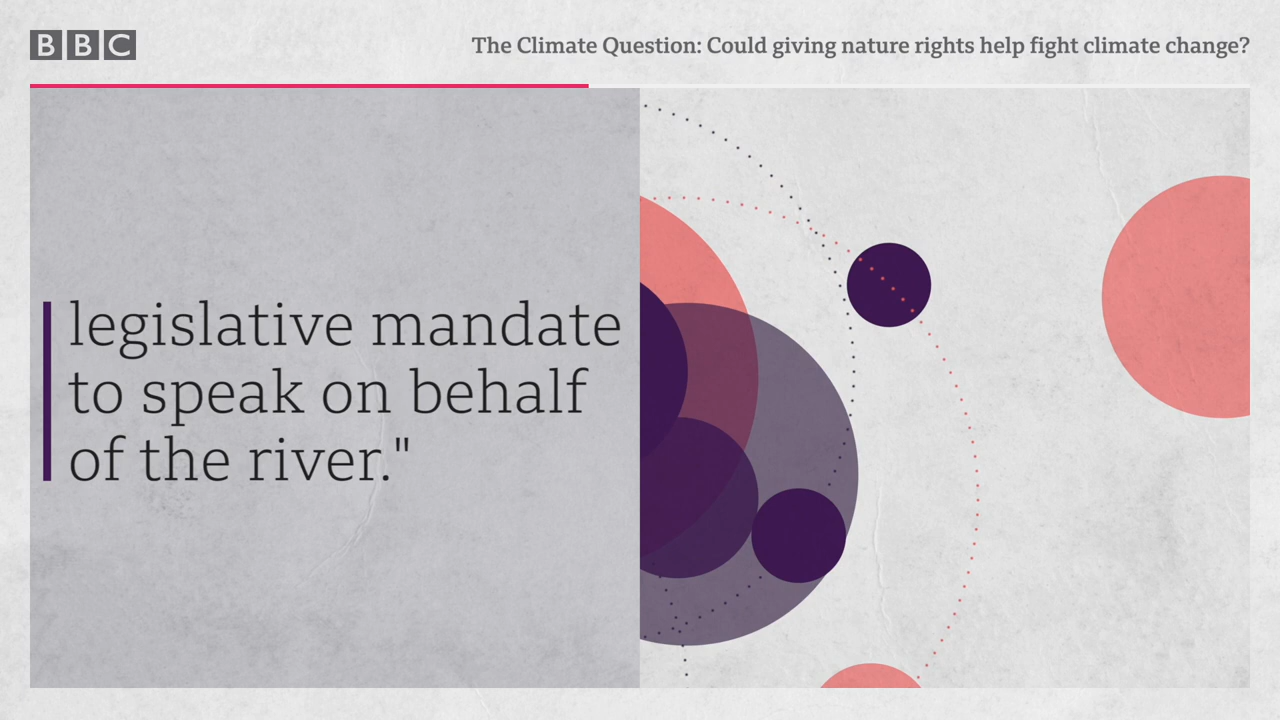 BBC
The Climate Question: Could giving nature rights help fight climate change?
legislative mandate
to speak on behalf
of the river."